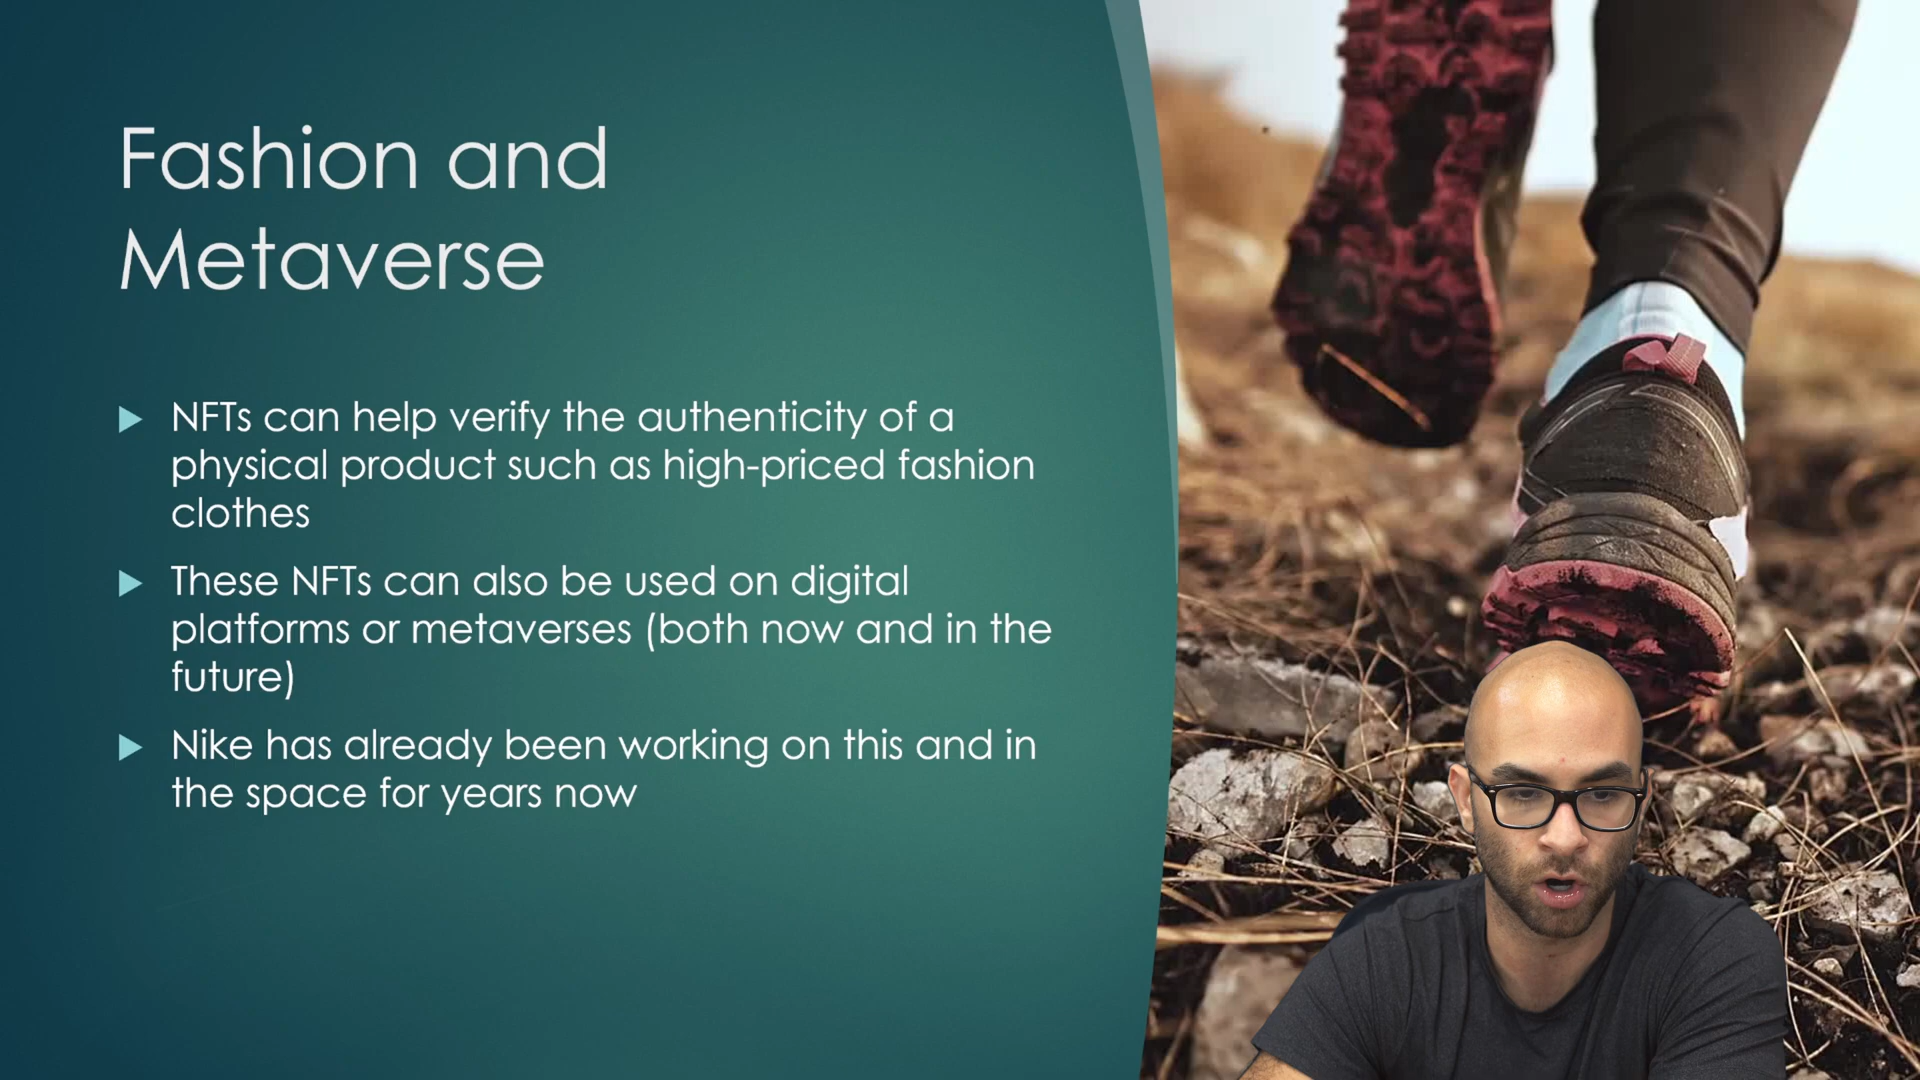 Fashion and
Metaverse
NFTs can help verify the authenticity of a
physical product such as high-priced fashion
clothes
These NFTs can also be used on digital
platforms or metaverses (both now and in the
future)
Nike has already been working on this and in
the space for years now